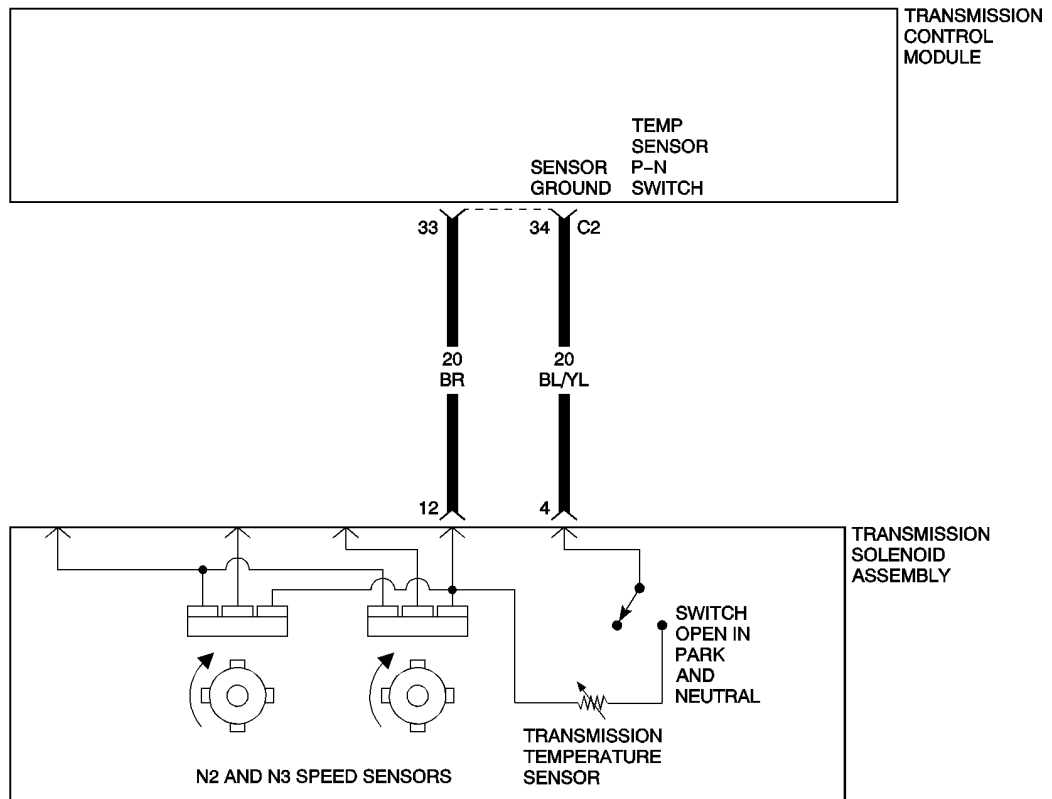 TRANSMISSION
CONTROL
MODULE
TEMP
SENSOR
P–N
SWITCH
SENSOR
GROUND
33
34
C2
20
BR
20
BL/YL
12
4
TRANSMISSION
SOLENOID
ASSEMBLY
SWITCH
OPEN IN
PARK
AND
NEUTRAL
TRANSMISSION
TEMPERATURE
SENSOR
N2 AND N3 SPEED SENSORS